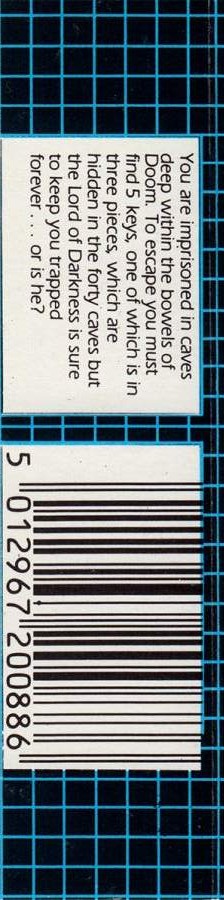 You are imprisoned in caves
deep within the bowels of
Doom. To escape you must
find 5 keys, one of which is in
three pieces, which are
hidden in the forty caves but
the Lord of Darkness is sure
to keep you trapped
forever . . . or is he?
5 012967 200886